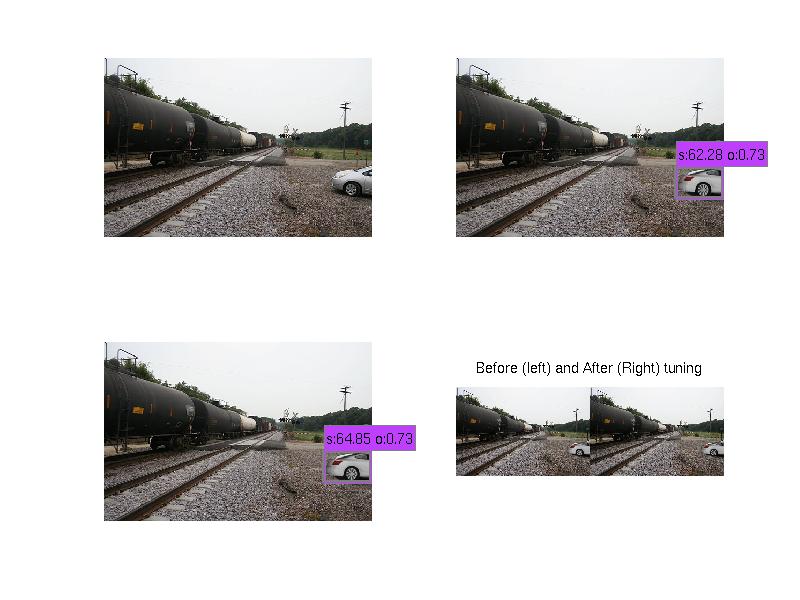 s:62.28 o:0.73
s:64.85 o:0.73
Before (left) and After (Right) tuning